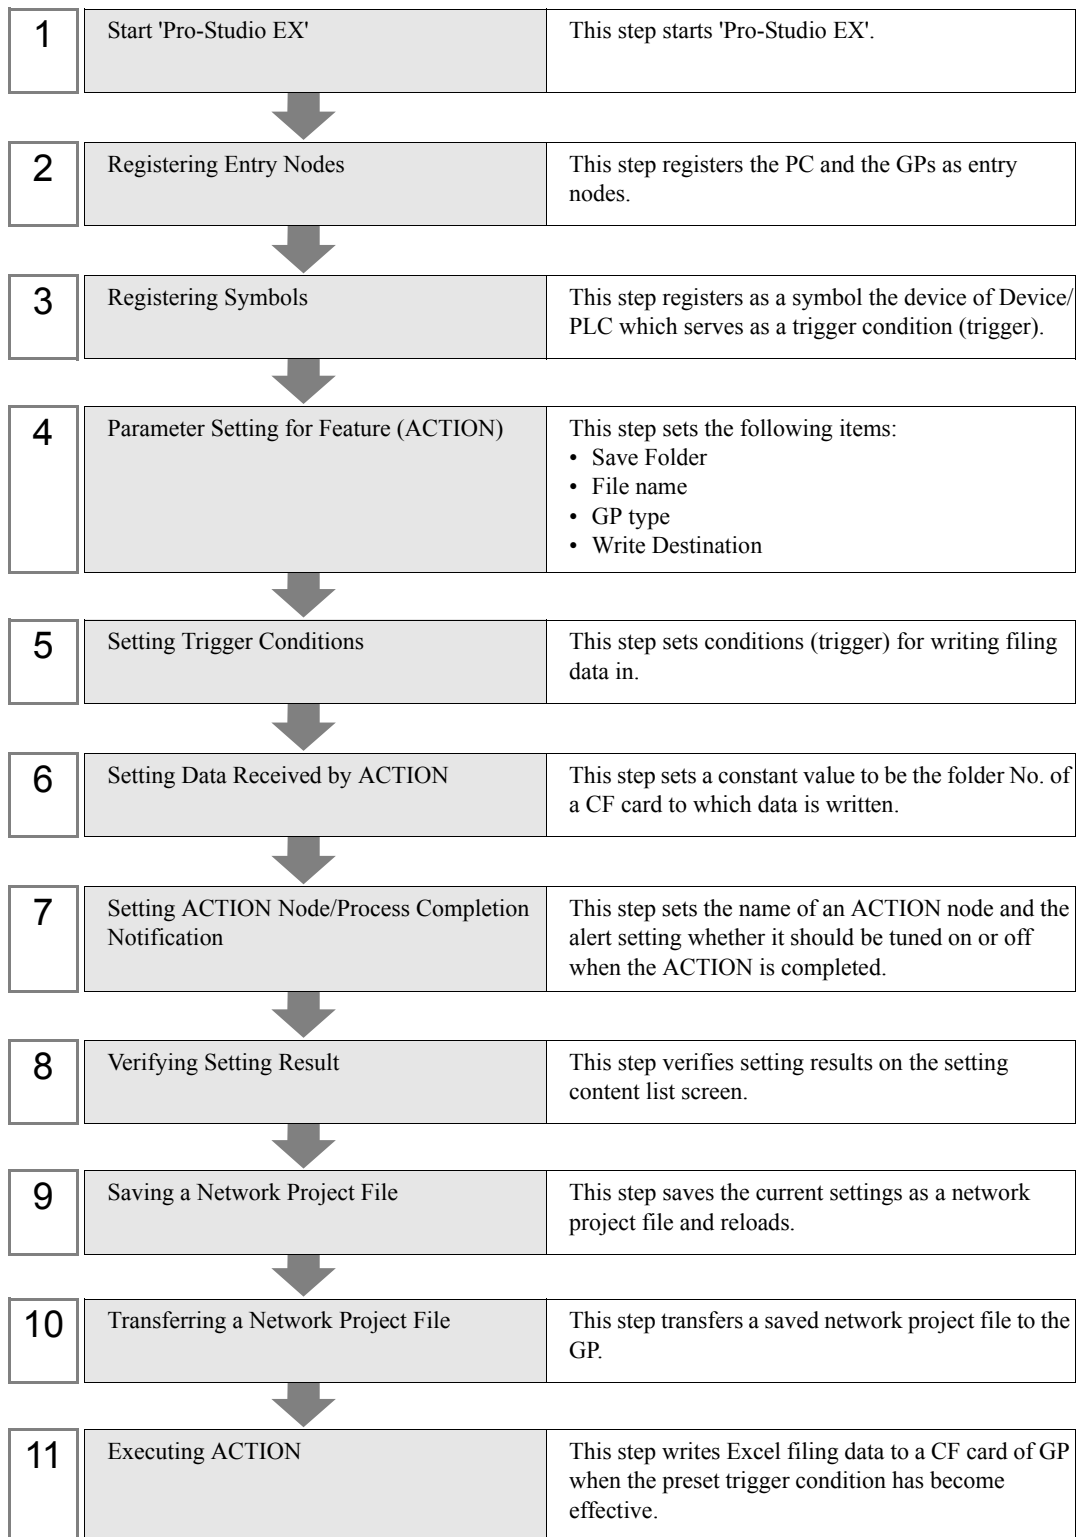 1
Start 'Pro-Studio EX'
This step starts 'Pro-Studio EX'.
2
Registering Entry Nodes
This step registers the PC and the GPs as entry
nodes.
3
Registering Symbols
This step registers as a symbol the device of Device/
PLC which serves as a trigger condition (trigger).
4
Parameter Setting for Feature (ACTION)
This step sets the following items:
• Save Folder
• File name
• GP type
• Write Destination
5
Setting Trigger Conditions
This step sets conditions (trigger) for writing filing
data in.
6
Setting Data Received by ACTION
This step sets a constant value to be the folder No. of
a CF card to which data is written.
7
Setting ACTION Node/Process Completion
Notification
This step sets the name of an ACTION node and the
alert setting whether it should be tuned on or off
when the ACTION is completed.
8
Verifying Setting Result
This step verifies setting results on the setting
content list screen.
9
Saving a Network Project File
This step saves the current settings as a network
project file and reloads.
10
Transferring a Network Project File
This step transfers a saved network project file to the
GP.
11
Executing ACTION
This step writes Excel filing data to a CF card of GP
when the preset trigger condition has become
effective.